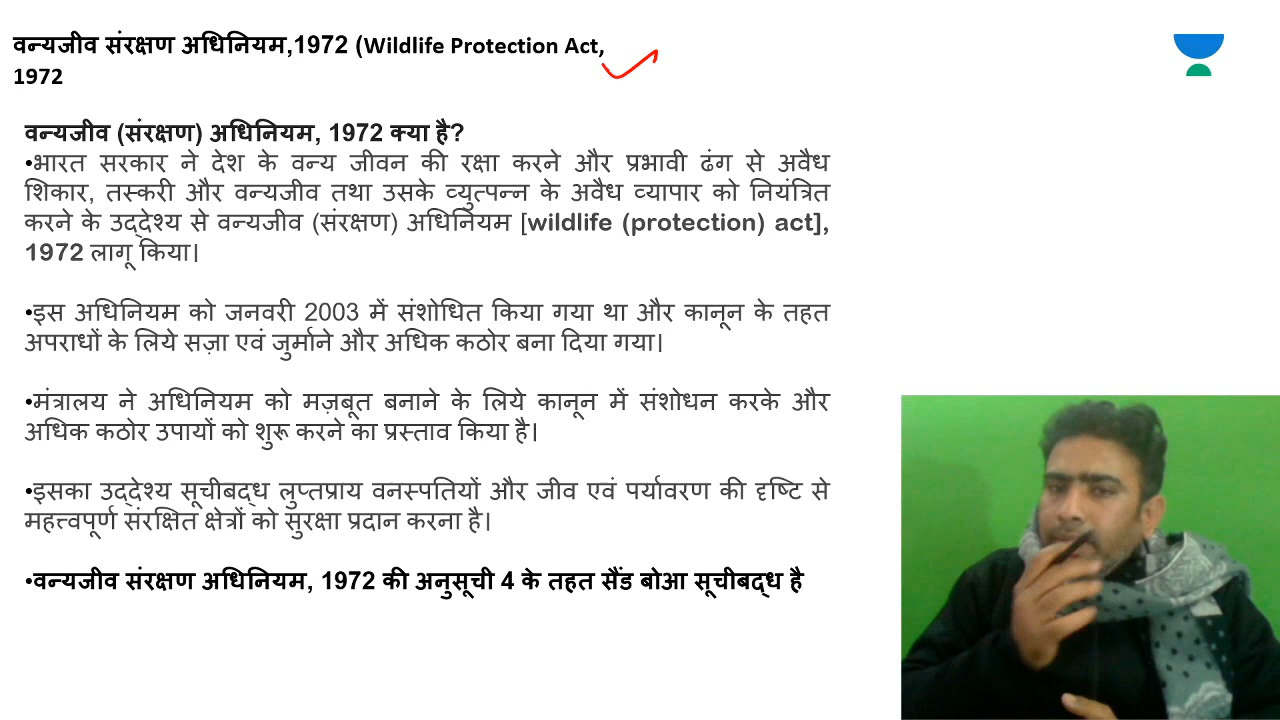 वन्यजीव संरक्षण अधिनियम,1972 (Wildlife Protection Act,
1972
वन्यजीव (संरक्षण) अधिनियम, 1972 क्या है?
•भारत सरकार ने देश के वन्य जीवन की रक्षा करने और प्रभावी ढंग से अवैध
शिकार, तस्करी और वन्यजीव तथा उसके व्युत्पन्न के अवैध व्यापार को नियंत्रित
करने के उद्देश्य से वन्यजीव (संरक्षण) अधिनियम [wildlife (protection) act],
1972 लागू किया।
•इस अधिनियम को जनवरी 2003 में संशोधित किया गया था और कानून के तहत
अपराधों के लिये सज़ा एवं जुर्माने और अधिक कठोर बना दिया गया।
•मंत्रालय ने अधिनियम को मज़बूत बनाने के लिये कानून में संशोधन करके और
अधिक कठोर उपायों को शुरू करने का प्रस्ताव किया है।
•इसका उद्देश्य सूचीबद्ध लुप्तप्राय वनस्पतियों और जीव एवं पर्यावरण की दृष्टि से
महत्त्वपूर्ण संरक्षित क्षेत्रों को सुरक्षा प्रदान करना है।
•वन्यजीव संरक्षण अधिनियम, 1972 की अनुसूची 4 के तहत सैंड बोआ सूचीबद्ध है